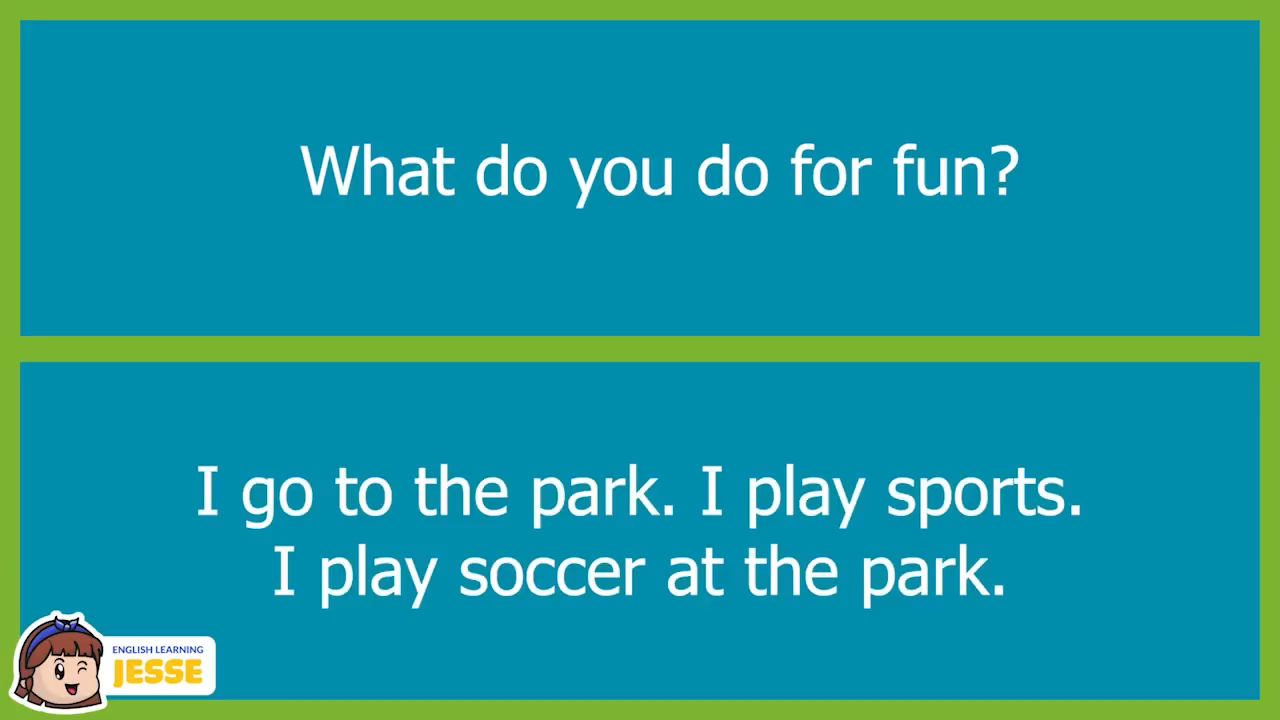 What do you do for fun?
I go to the park. I play sports.
I play soccer at the park.
ENGLISH LEARNING
JESSE